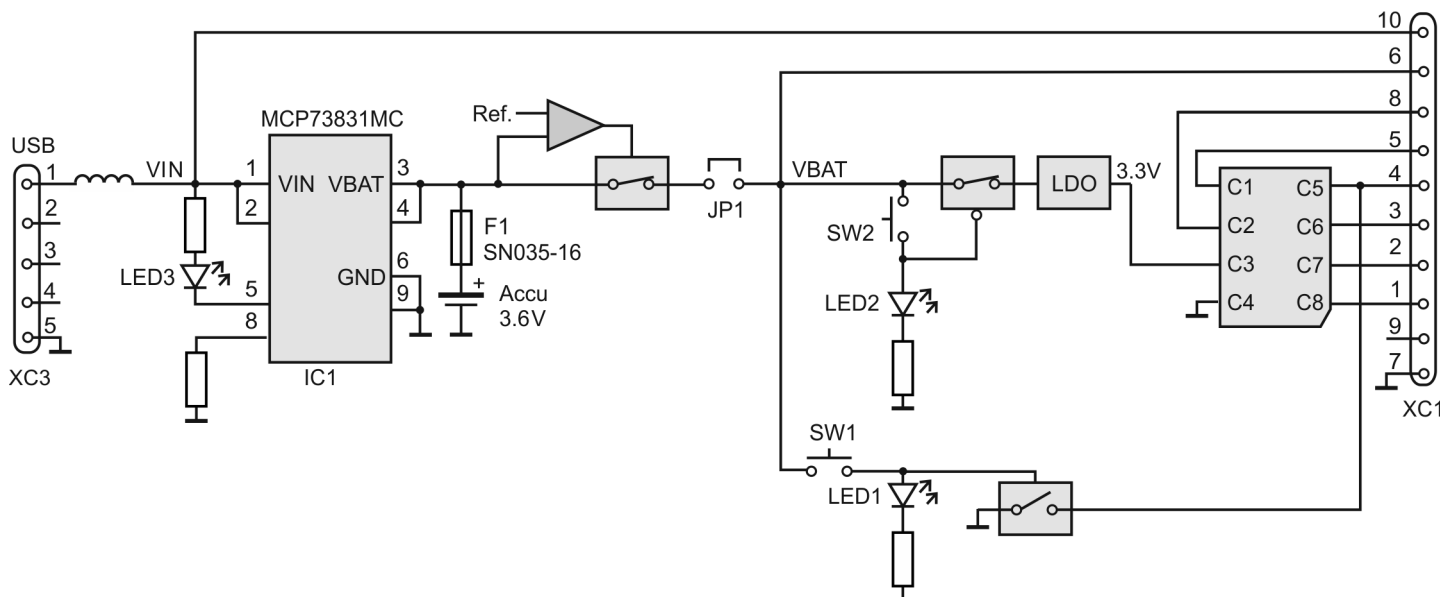 10
6
MCP73831MC
Ref.
8
USB
5
1
VIN
1
VIN
VBAT
3
VBAT
3.3V
LDO
C1
C5
4
2
2
4
JP1
F1
SN035-16
SW2
C2
C6
3
3
LED3
GND
6
C3
C7
2
4
5
9
+
Accu
3.6V
LED2
C4
C8
1
5
8
9
XC3
IC1
7
XC1
SW1
LED1